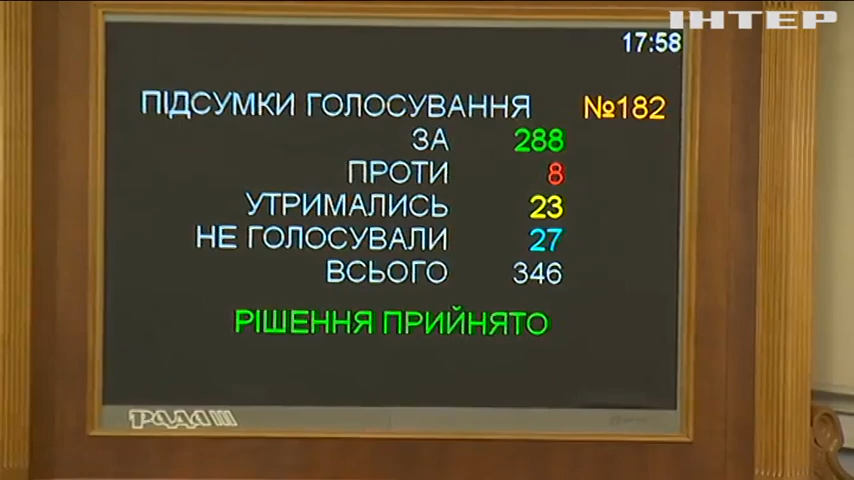 ІНТЕР
17:58
ПІДСУМКИ ГОЛОСУВАННЯ №182
ЗА 288
ПРОТИ 8
УТРИМАЛИСЬ 23
НЕ ГОЛОСУВАЛИ 27
ВСЬОГО 346
РІШЕННЯ ПРИЙНЯТО
РАДА III